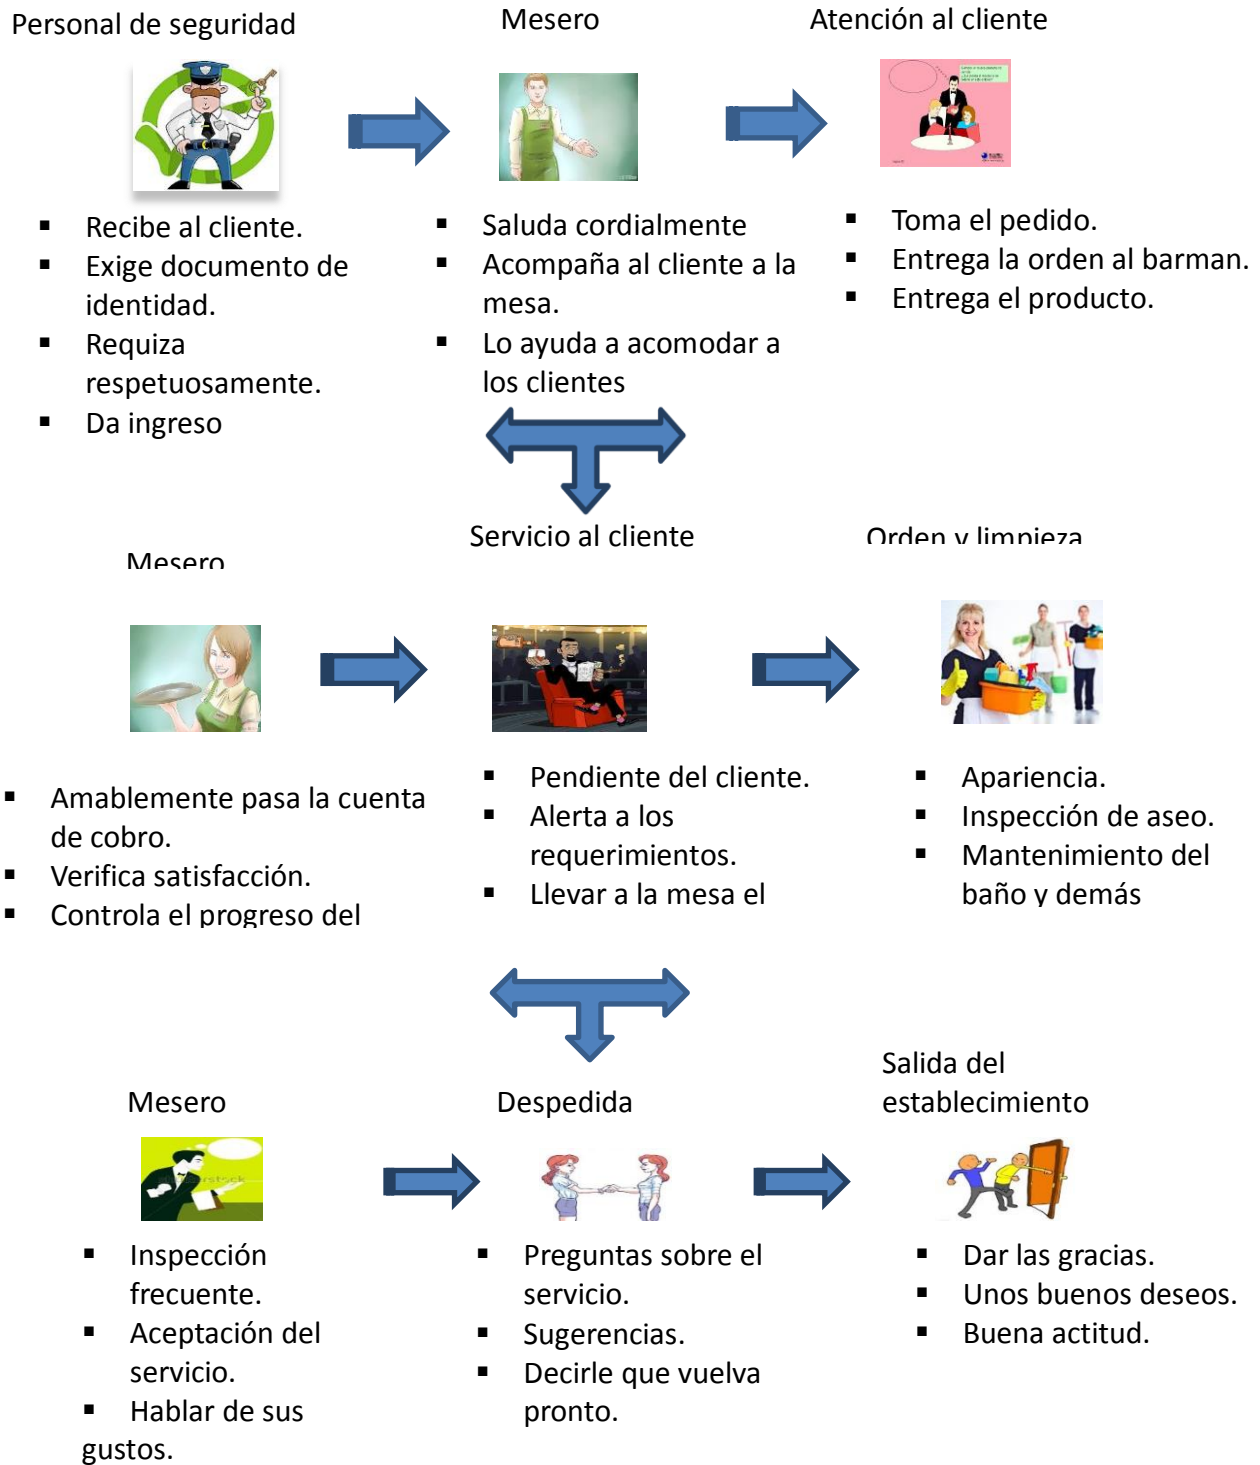 Personal de seguridad
Mesero
Atención al cliente
▪ Recibe al cliente.
▪ Exige documento de
identidad.
▪ Requiza
respetuosamente.
▪ Da ingreso
▪ Saluda cordialmente
▪ Acompaña al cliente a la
mesa.
▪ Lo ayuda a acomodar a
los clientes
▪ Toma el pedido.
▪ Entrega la orden al barman.
▪ Entrega el producto.
Mesero
Servicio al cliente
Orden y limpieza
▪ Amablemente pasa la cuenta
de cobro.
▪ Verifica satisfacción.
▪ Controla el progreso del
▪ Pendiente del cliente.
▪ Alerta a los
requerimientos.
▪ Llevar a la mesa el
▪ Apariencia.
▪ Inspección de aseo.
▪ Mantenimiento del
baño y demás
Mesero
Despedida
Salida del
establecimiento
▪ Inspección
frecuente.
▪ Aceptación del
servicio.
▪ Hablar de sus
gustos.
▪ Preguntas sobre el
servicio.
▪ Sugerencias.
▪ Decirle que vuelva
pronto.
▪ Dar las gracias.
▪ Unos buenos deseos.
▪ Buena actitud.